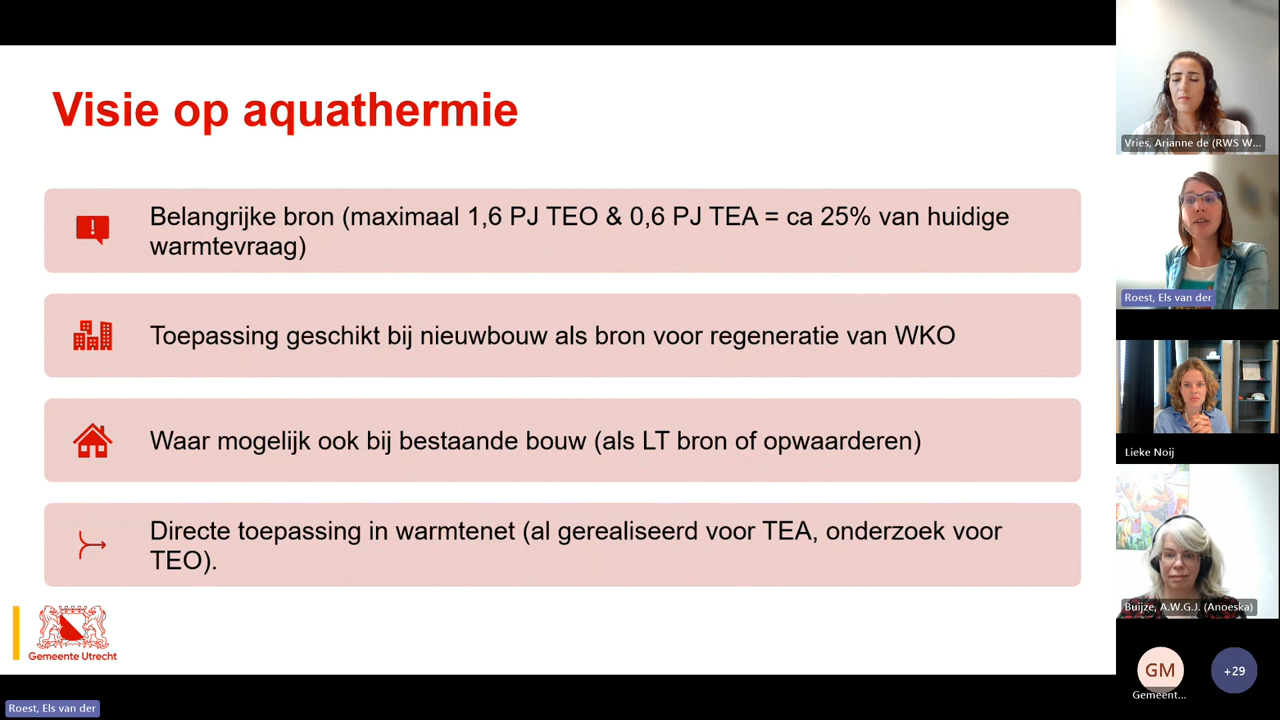 Visie op aquathermie
Belangrijke bron (maximaal 1,6 PJ TEO & 0,6 PJ TEA = ca 25% van huidige
warmtevraag)
Toepassing geschikt bij nieuwbouw als bron voor regeneratie van WKO
Waar mogelijk ook bij bestaande bouw (als LT bron of opwaarderen)
Directe toepassing in warmtenet (al gerealiseerd voor TEA, onderzoek voor
TEO).
Gemeente Utrecht
Roest, Els van der
Vries, Arianne de (RWS W...
Roest, Els van der
Lieke Noij
Buijze, A.W.G.J. (Anoeska)
GM
+29
Gemeent...